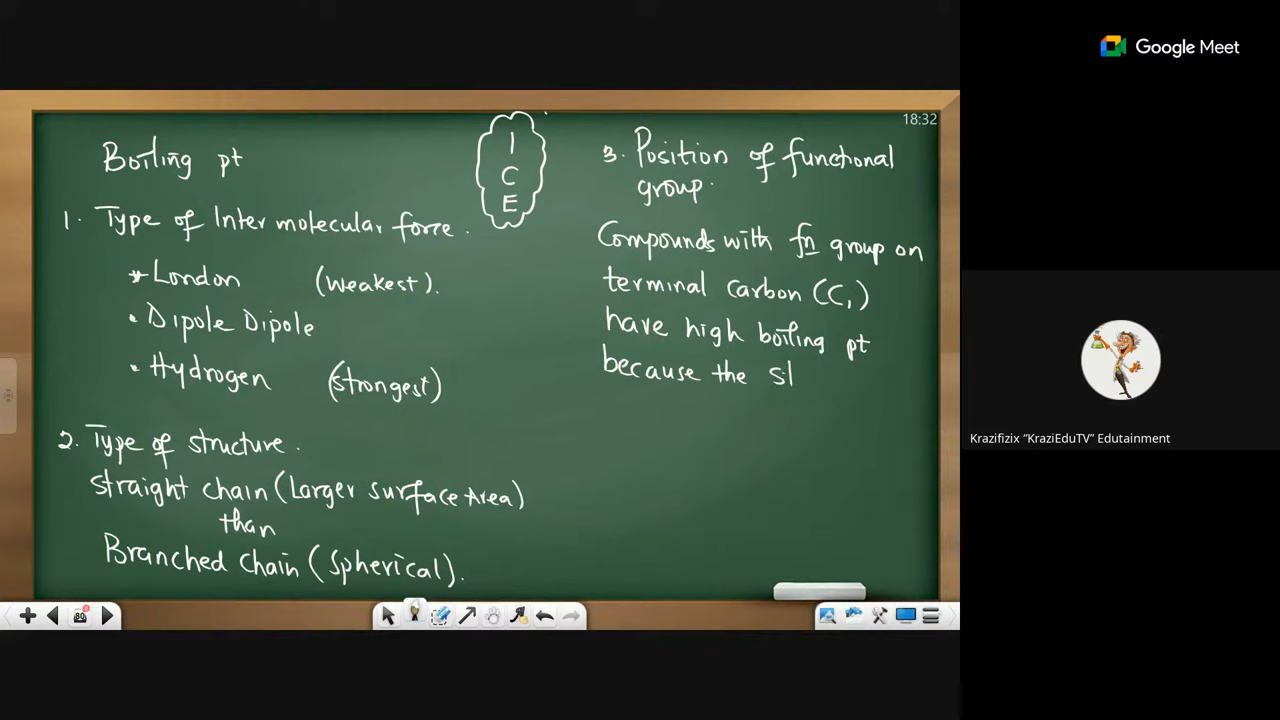 Google Meet
18:32
Boiling pt
I
C
E
1. Type of Intermolecular force.
London (weakest).
Dipole Dipole
Hydrogen (strongest)
2. Type of structure.
Straight chain (Larger surface Area)
than
Branched chain (Spherical).
3. Position of functional
group.
Compounds with fn group on
terminal carbon (C1)
have high boiling pt
because the sl
80
Krazifizix "KraziEduTV" Edutainment